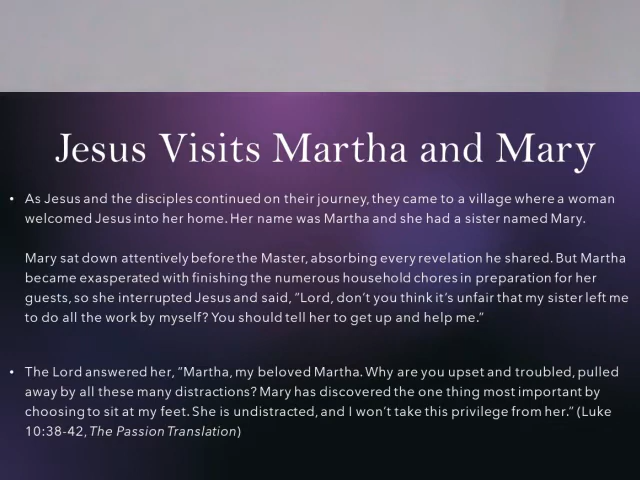 Jesus Visits Martha and Mary
• As Jesus and the disciples continued on their journey, they came to a village where a woman
welcomed Jesus into her home. Her name was Martha and she had a sister named Mary.
Mary sat down attentively before the Master, absorbing every revelation he shared. But Martha
became exasperated with finishing the numerous household chores in preparation for her
guests, so she interrupted Jesus and said, “Lord, don’t you think it’s unfair that my sister left me
to do all the work by myself? You should tell her to get up and help me.”
• The Lord answered her, “Martha, my beloved Martha. Why are you upset and troubled, pulled
away by all these many distractions? Mary has discovered the one thing most important by
choosing to sit at my feet. She is undistracted, and I won’t take this privilege from her.” (Luke
10:38-42, The Passion Translation)